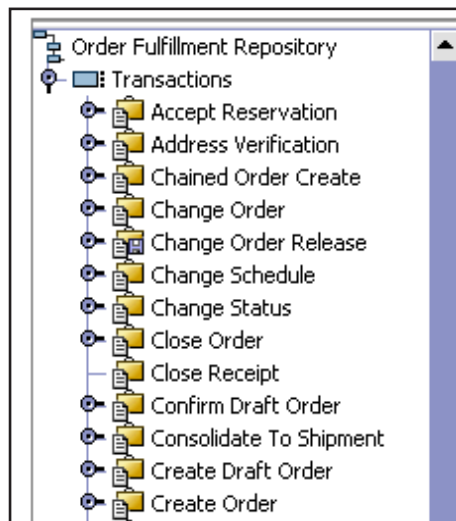 Order Fulfillment Repository
Transactions
Accept Reservation
Address Verification
Chained Order Create
Change Order
Change Order Release
Change Schedule
Change Status
Close Order
Close Receipt
Confirm Draft Order
Consolidate To Shipment
Create Draft Order
Create Order